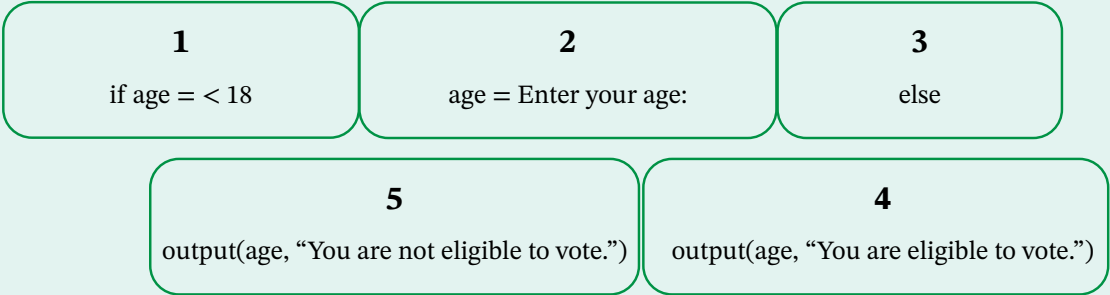 1
if age = < 18
2
age = Enter your age:
3
else
5
output(age, “You are not eligible to vote.”)
4
output(age, “You are eligible to vote.”)